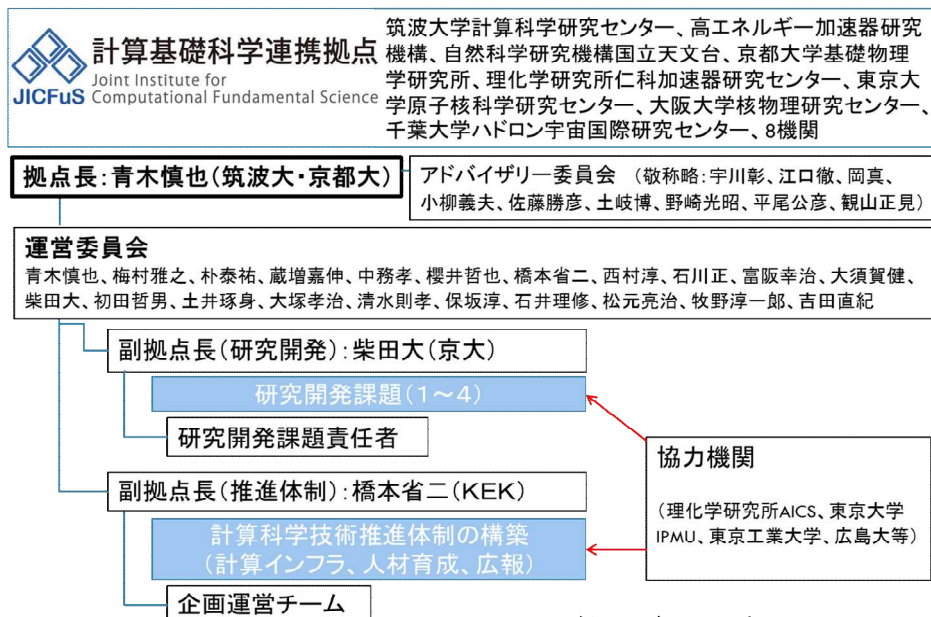 筑波大学計算科学研究センター、高エネルギー加速器研究
機構、自然科学研究機構国立天文台、京都大学基礎物理
学研究所、理化学研究所仁科加速器研究センター、東京大
学原子核科学研究センター、大阪大学核物理研究センター、
千葉大学ハドロン宇宙国際研究センター、8機関
計算基礎科学連携拠点
Joint Institute for
Computational Fundamental Science
JICFuS
拠点長:青木慎也(筑波大・京都大)
アドバイザリー委員会 (敬称略:宇川彰、江口徹、岡真、
小柳義夫、佐藤勝彦、土岐博、野崎光昭、平尾公彦、観山正見)
運営委員会
青木慎也、梅村雅之、朴泰祐、蔵増嘉伸、中務孝、櫻井哲也、橋本省二、西村淳、石川正、富阪幸治、大須賀健、
柴田大、初田哲男、土井琢身、大塚孝治、清水則孝、保坂淳、石井理修、松元亮治、牧野淳一郎、吉田直紀
副拠点長(研究開発):柴田大(京大)
研究開発課題(1~4)
研究開発課題責任者
副拠点長(推進体制):橋本省二(KEK)
計算科学技術推進体制の構築
(計算インフラ、人材育成、広報)
企画運営チーム
協力機関
(理化学研究所AICS、東京大学
IPMU、東京工業大学、広島大等)